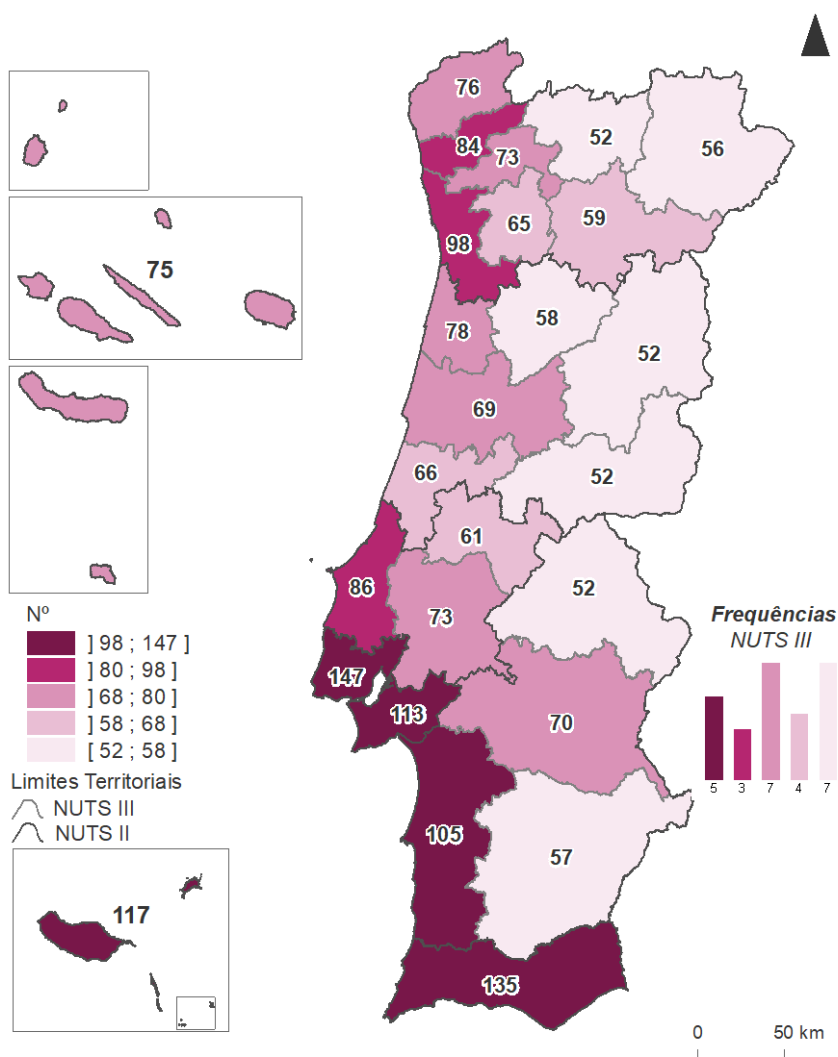 76
84
73
52
56
65
59
98
75
58
78
52
69
66
52
61
86
52
73
Nº
] 98 ; 147 ]
] 80 ; 98 ]
] 68 ; 80 ]
] 58 ; 68 ]
[ 52 ; 58 ]
Frequências
NUTS III
147
113
70
5 3 7 4 7
Limites Territoriais
NUTS III
NUTS II
105
57
117
135
0 50 km